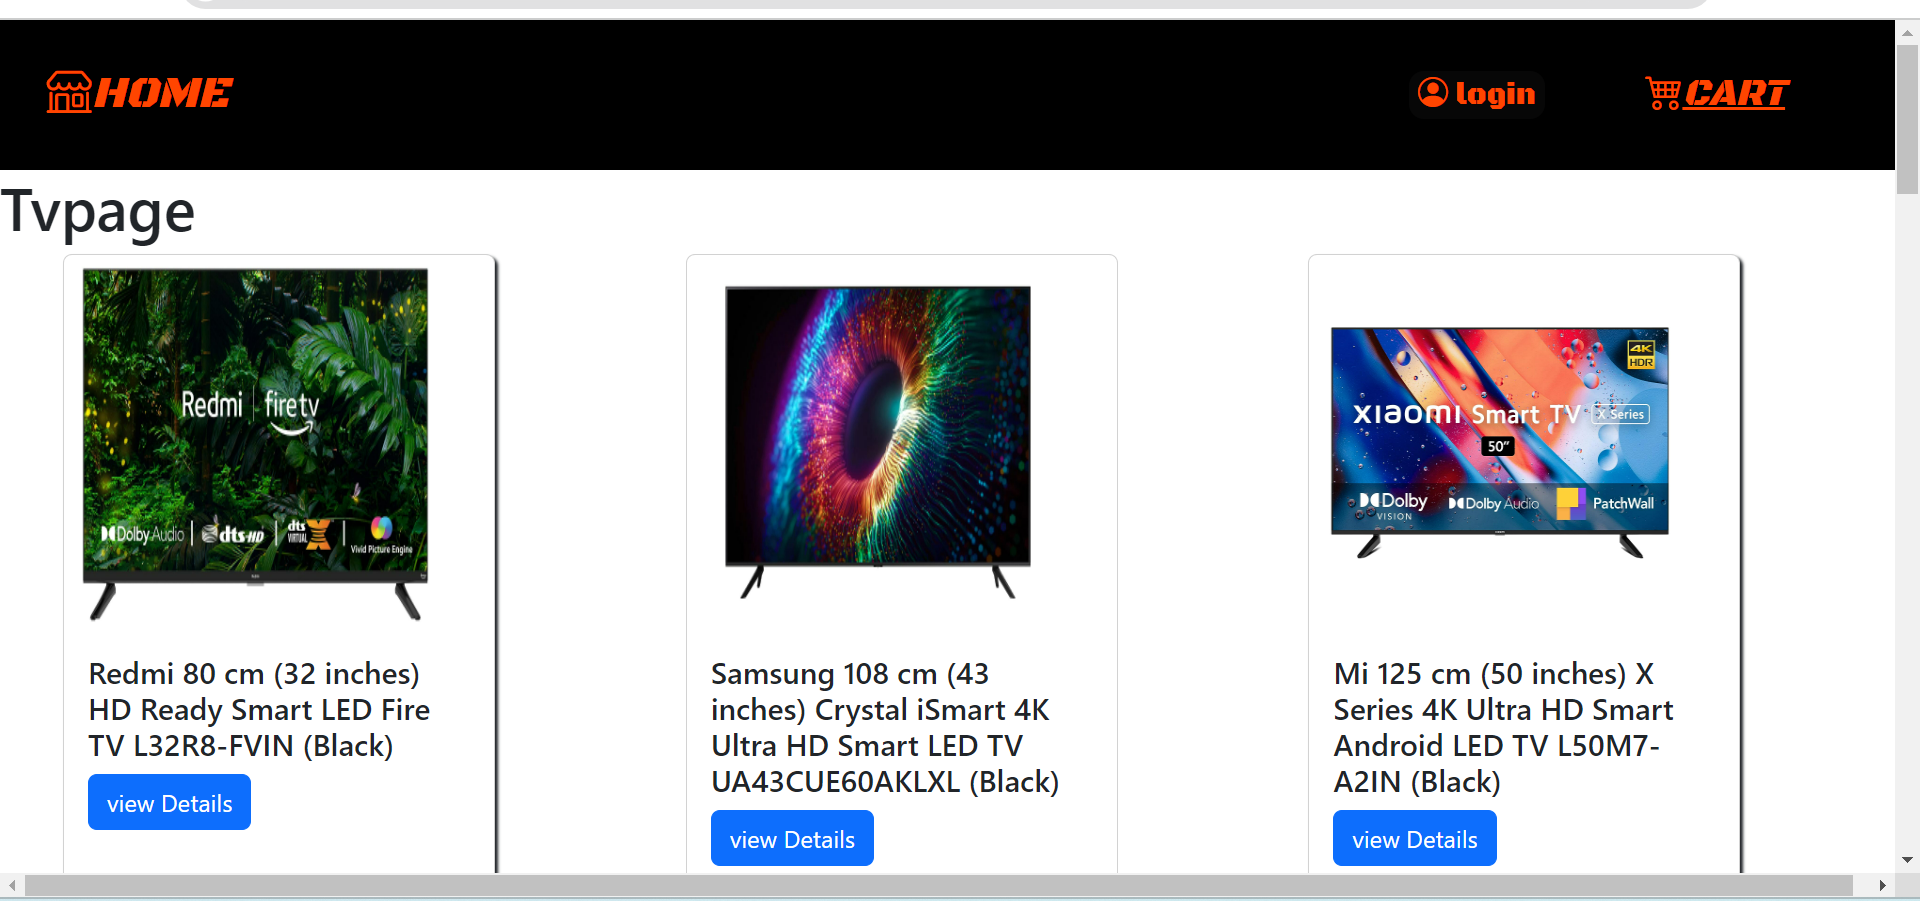 HOME
login
CART
Tvpage
Redmi | fire tv
Dolby Audio | dts-HD | dts VIRTUAL X | Vivid Picture Engine
4K
HDR
xiaomi Smart TV X Series
50"
Dolby VISION Dolby Audio PatchWall
Redmi 80 cm (32 inches)
HD Ready Smart LED Fire
TV L32R8-FVIN (Black)
view Details
Samsung 108 cm (43
inches) Crystal iSmart 4K
Ultra HD Smart LED TV
UA43CUE60AKLXL (Black)
view Details
Mi 125 cm (50 inches) X
Series 4K Ultra HD Smart
Android LED TV L50M7-
A2IN (Black)
view Details